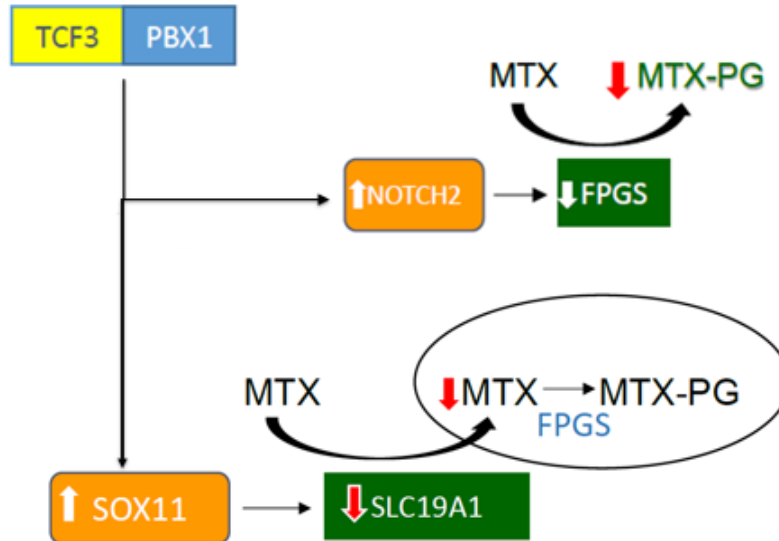 TCF3 PBX1
MTX MTX-PG
NOTCH2 FPGS
MTX MTX MTX-PG
FPGS
SOX11 SLC19A1